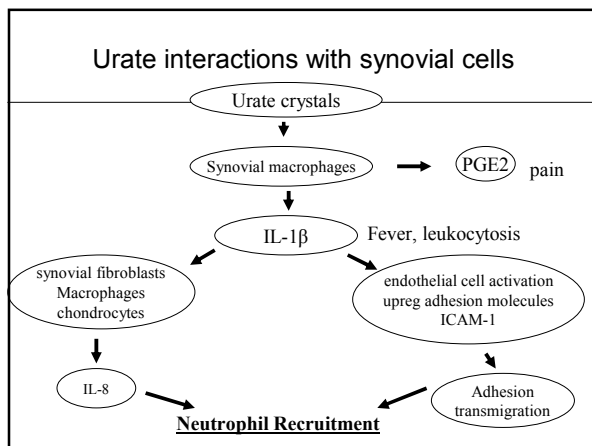 Urate interactions with synovial cells
Urate crystals
Synovial macrophages
PGE2
pain
IL-1β
Fever, leukocytosis
synovial fibroblasts
Macrophages
chondrocytes
endothelial cell activation
upreg adhesion molecules
ICAM-1
IL-8
Adhesion
transmigration
Neutrophil Recruitment